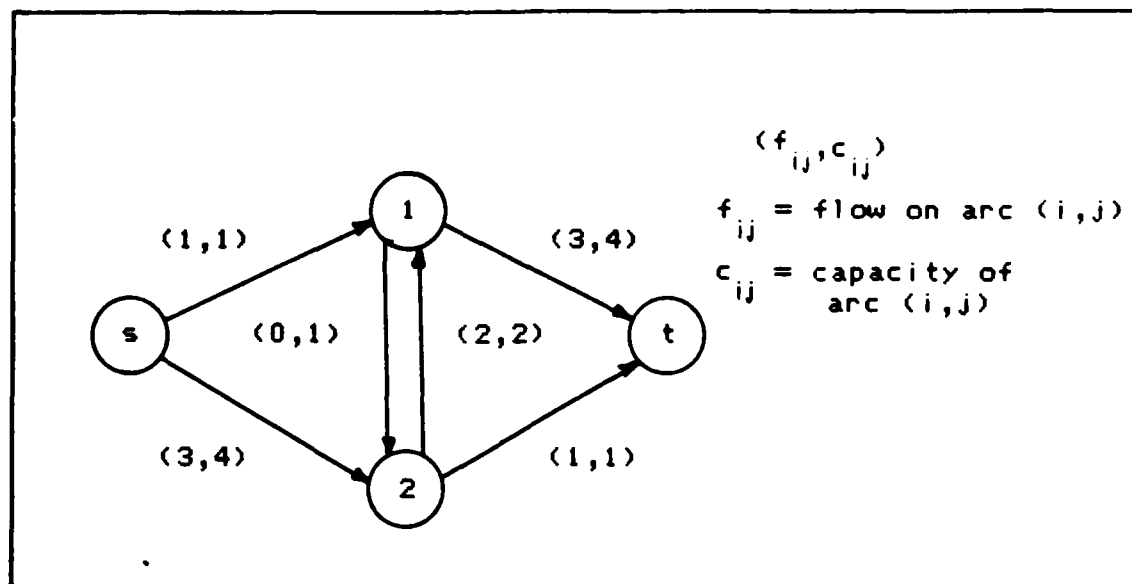 (f_ij,c_ij)
1
f_ij = flow on arc (i,j)
(1,1)
(3,4)
c_ij = capacity of
arc (i,j)
s
(0,1)
(2,2)
t
(3,4)
(1,1)
2